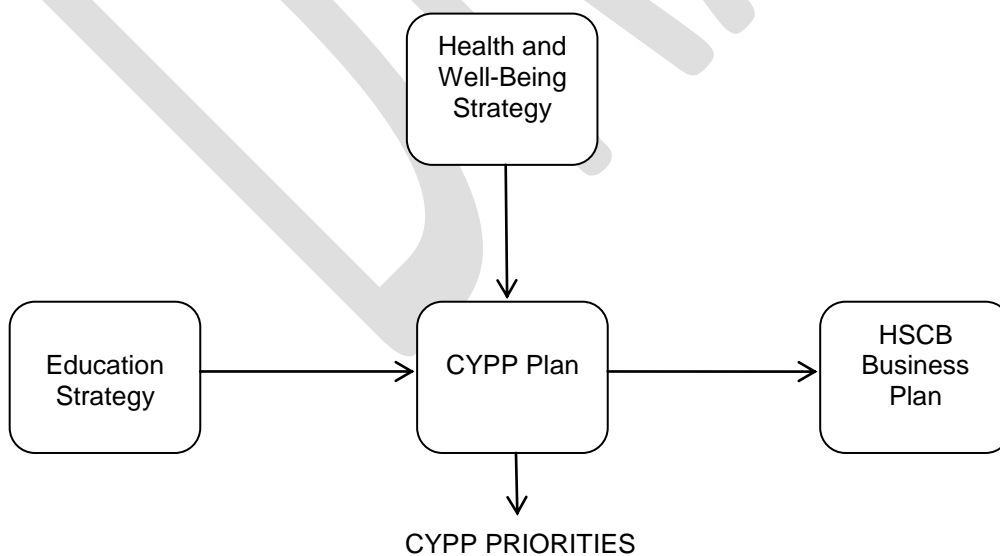 Health and
Well-Being
Strategy
Education
Strategy
CYPP Plan
HSCB
Business
Plan
CYPP PRIORITIES